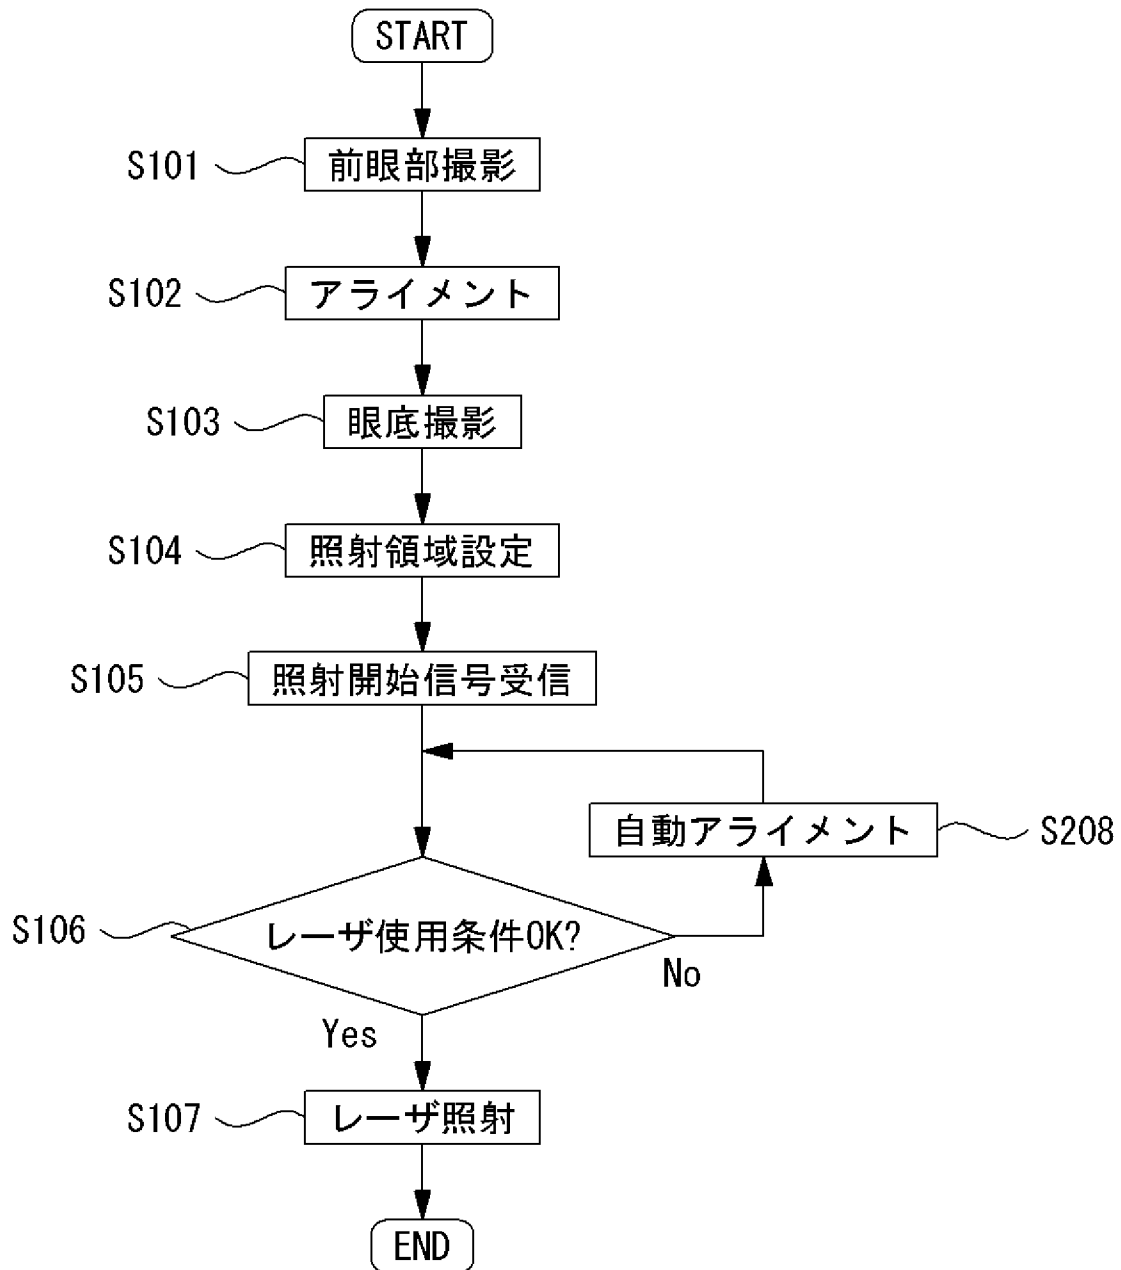 START
S101
前眼部撮影
S102
アライメント
S103
眼底撮影
S104
照射領域設定
S105
照射開始信号受信
自動アライメント
S208
S106
レーザ使用条件OK?
No
Yes
S107
レーザ照射
END